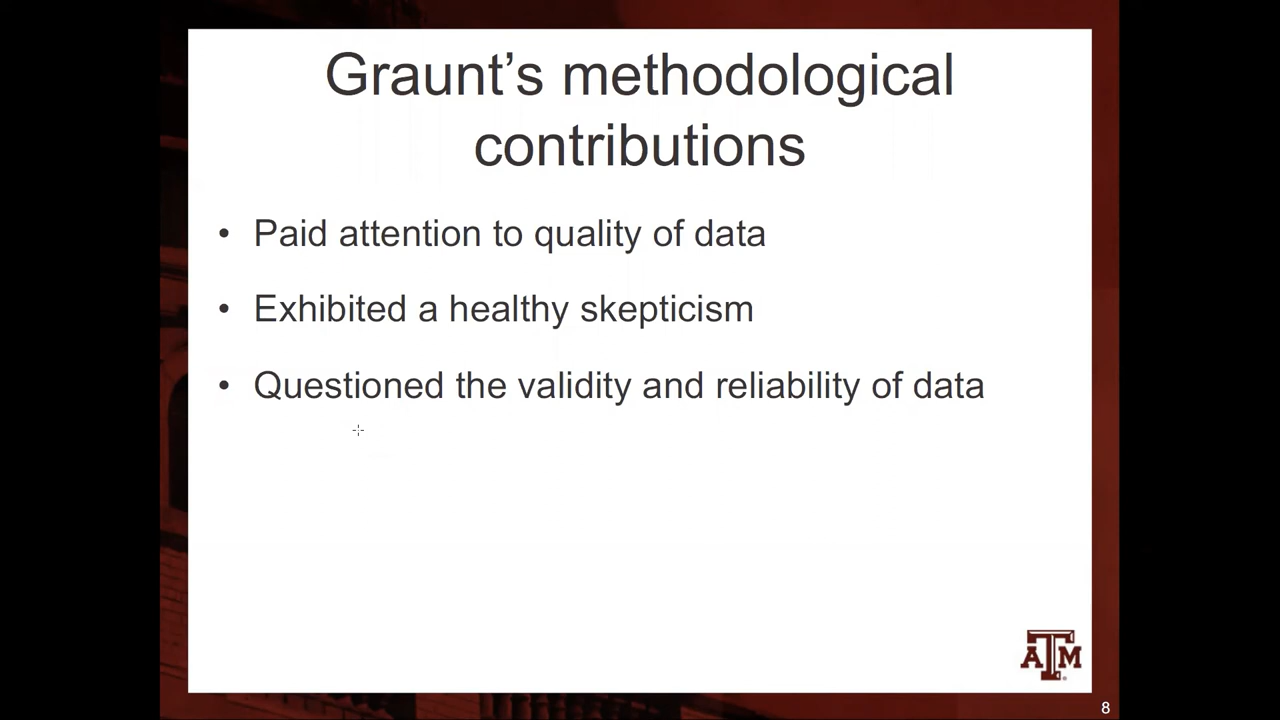 Graunt’s methodological
contributions
• Paid attention to quality of data
• Exhibited a healthy skepticism
• Questioned the validity and reliability of data
ATM
8